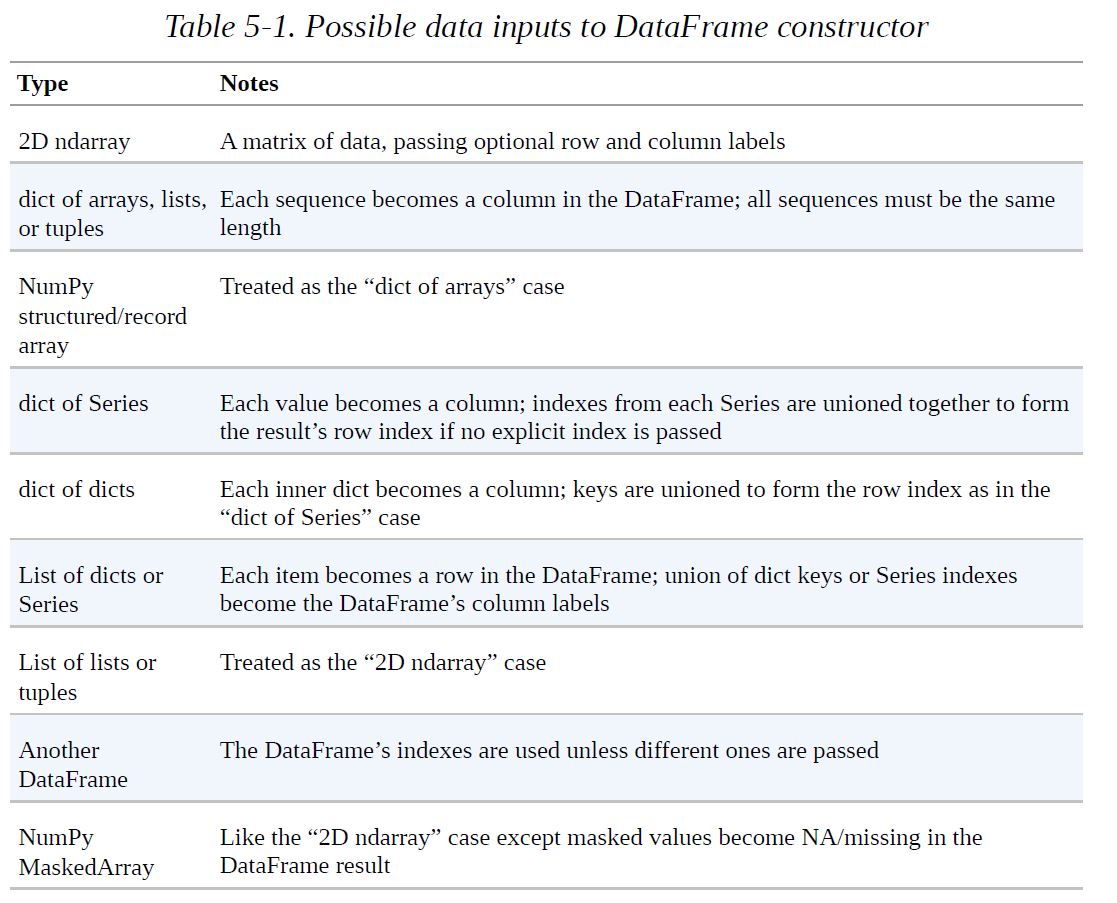 Table 5-1. Possible data inputs to DataFrame constructor
Type Notes
2D ndarray A matrix of data, passing optional row and column labels
dict of arrays, lists, Each sequence becomes a column in the DataFrame; all sequences must be the same
or tuples length
NumPy Treated as the “dict of arrays” case
structured/record
array
dict of Series Each value becomes a column; indexes from each Series are unioned together to form
the result’s row index if no explicit index is passed
dict of dicts Each inner dict becomes a column; keys are unioned to form the row index as in the
“dict of Series” case
List of dicts or Each item becomes a row in the DataFrame; union of dict keys or Series indexes
Series become the DataFrame’s column labels
List of lists or Treated as the “2D ndarray” case
tuples
Another The DataFrame’s indexes are used unless different ones are passed
DataFrame
NumPy Like the “2D ndarray” case except masked values become NA/missing in the
MaskedArray DataFrame result